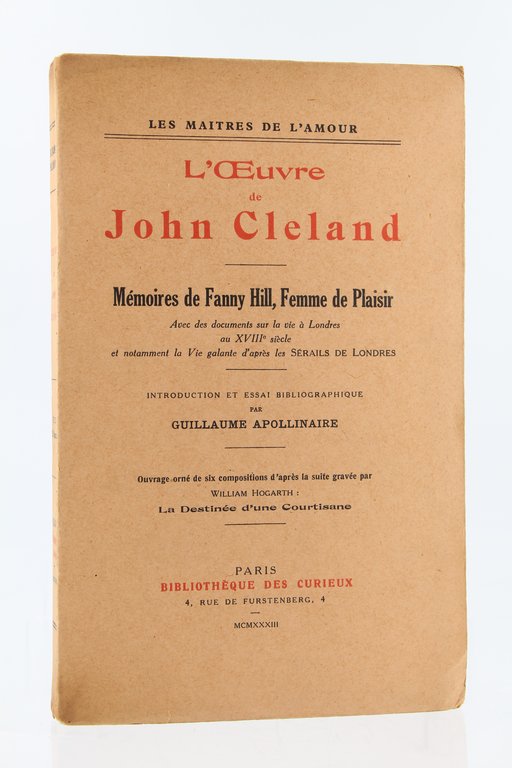 LES MAITRES DE L'AMOUR
L'Œuvre
de
John Cleland
Mémoires de Fanny Hill, Femme de Plaisir
Avec des documents sur la vie à Londres
au XVIIIe siècle
et notamment la Vie galante d'après les SÉRAILS DE LONDRES
INTRODUCTION ET ESSAI BIBLIOGRAPHIQUE
PAR
GUILLAUME APOLLINAIRE
Ouvrage orné de six compositions d'après la suite gravée par
WILLIAM HOGARTH :
La Destinée d'une Courtisane
PARIS
BIBLIOTHÈQUE DES CURIEUX
4, RUE DE FURSTENBERG, 4
MCMXXXIII